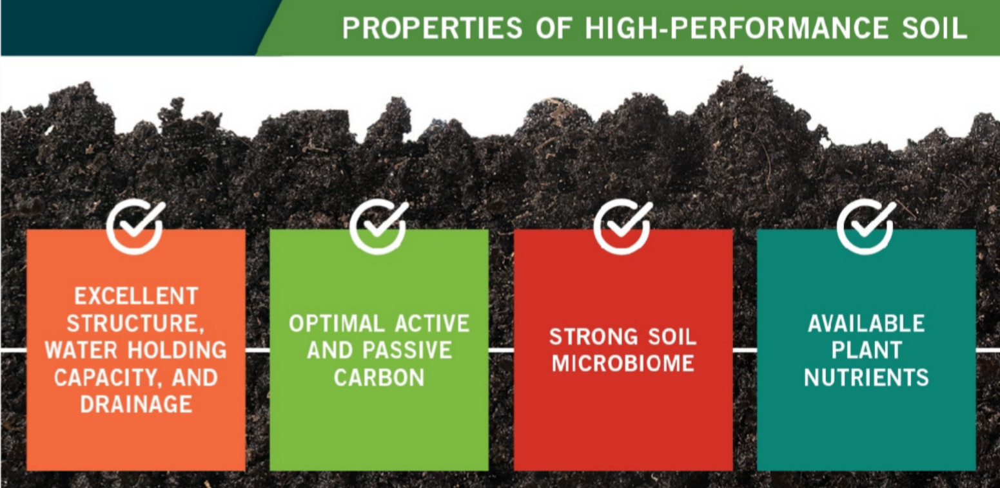 PROPERTIES OF HIGH-PERFORMANCE SOIL
EXCELLENT
STRUCTURE,
WATER HOLDING
CAPACITY, AND
DRAINAGE
OPTIMAL ACTIVE
AND PASSIVE
CARBON
STRONG SOIL
MICROBIOME
AVAILABLE
PLANT
NUTRIENTS